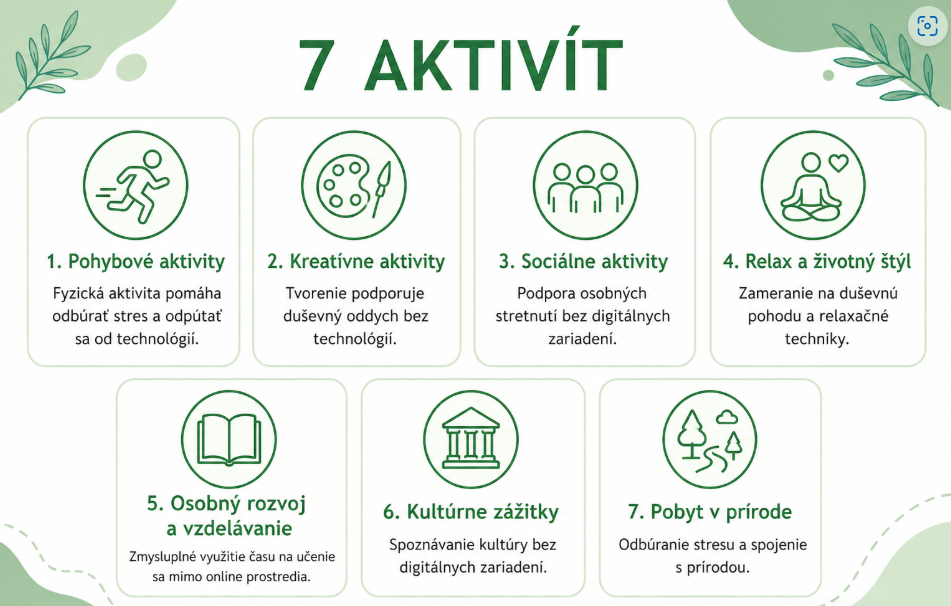 7 AKTIVÍT
1. Pohybové aktivity
Fyzická aktivita pomáha
odbúrať stres a odpútať
sa od technológií.
2. Kreatívne aktivity
Tvorenie podporuje
duševný oddych bez
technológií.
3. Sociálne aktivity
Podpora osobných
stretnutí bez digitálnych
zariadení.
4. Relax a životný štýl
Zameranie na duševnú
pohodu a relaxačné
techniky.
5. Osobný rozvoj
a vzdelávanie
Zmysluplné využitie času na učenie
sa mimo online prostredia.
6. Kultúrne zážitky
Spoznávanie kultúry bez
digitálnych zariadení.
7. Pobyt v prírode
Odbúranie stresu a spojenie
s prírodou.